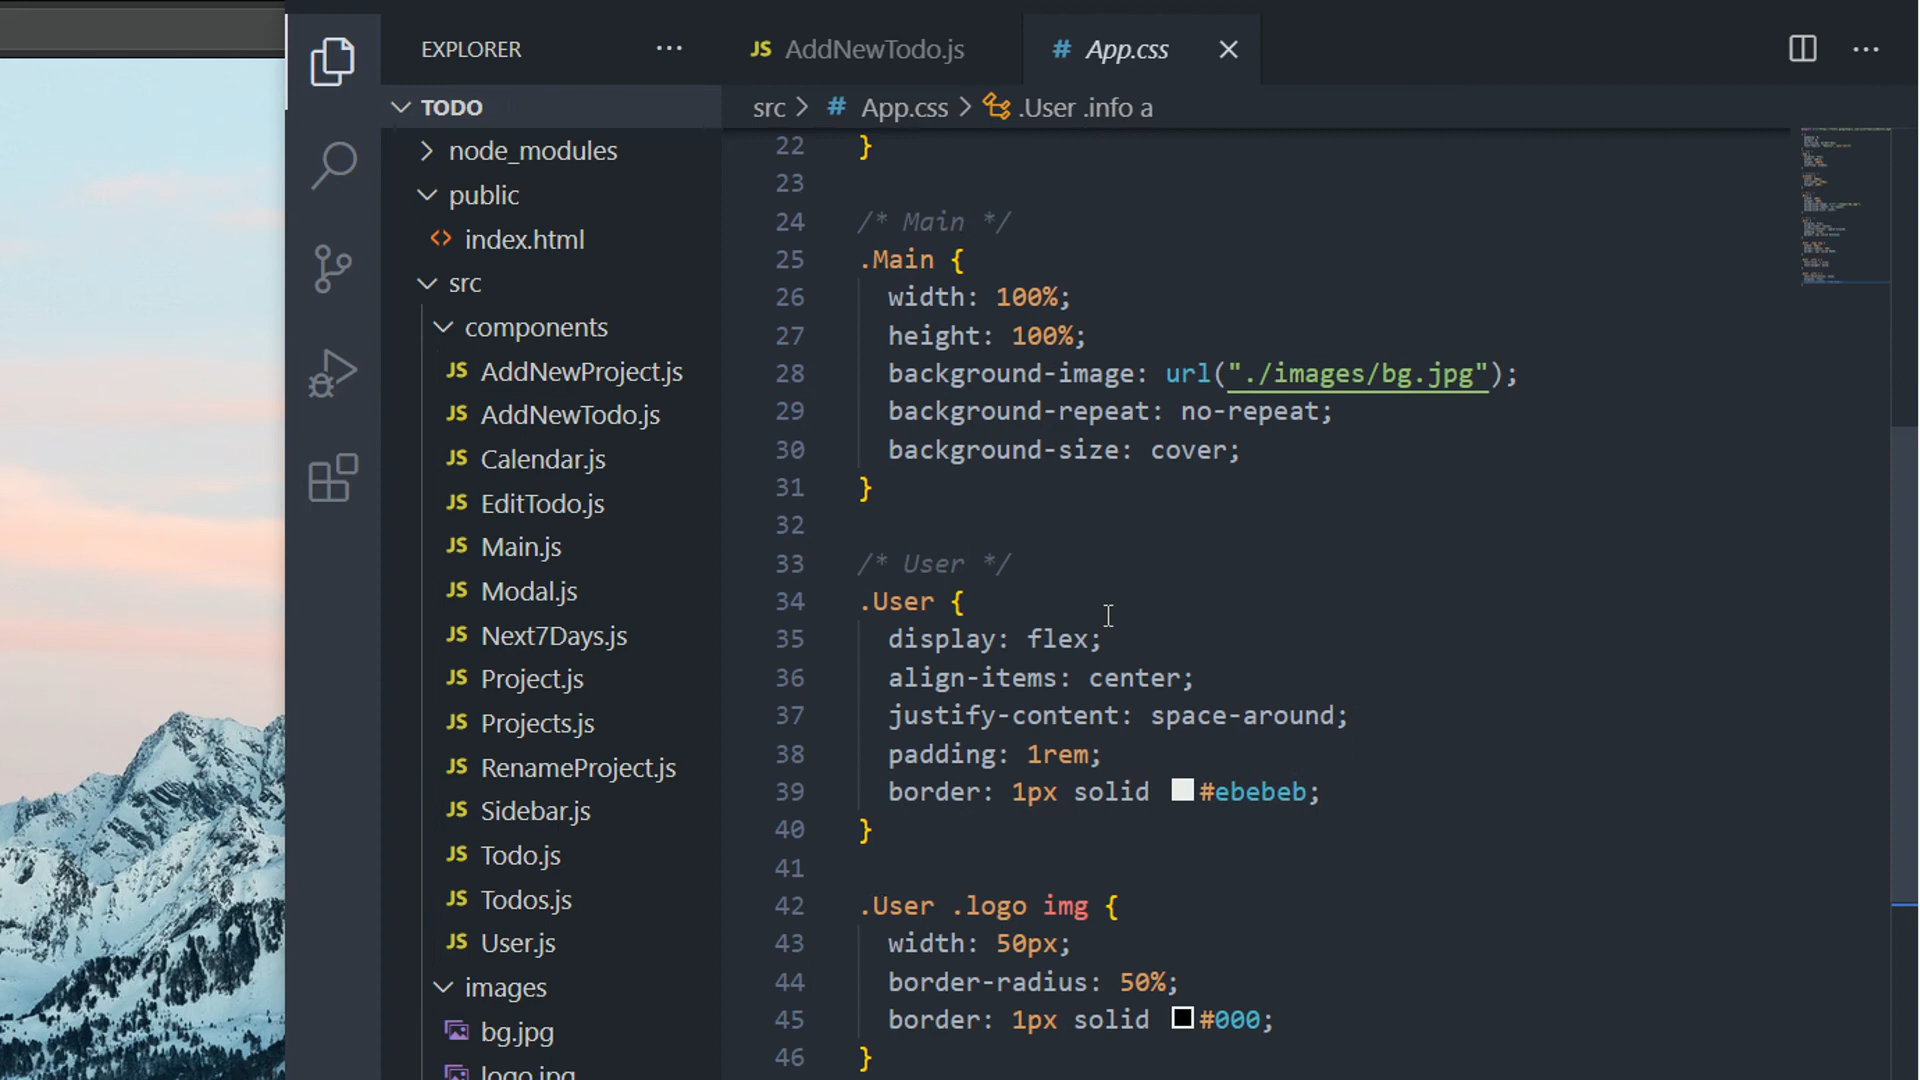 EXPLORER
TODO
node_modules
public
<> index.html
src
components
JS AddNewProject.js
JS AddNewTodo.js
JS Calendar.js
JS EditTodo.js
JS Main.js
JS Modal.js
JS Next7Days.js
JS Project.js
JS Projects.js
JS RenameProject.js
JS Sidebar.js
JS Todo.js
JS Todos.js
JS User.js
images
bg.jpg
logo.jpg
JS AddNewTodo.js
# App.css
src > # App.css > .User .info a
22 }
23
24 /* Main */
25 .Main {
26 width: 100%;
27 height: 100%;
28 background-image: url("./images/bg.jpg");
29 background-repeat: no-repeat;
30 background-size: cover;
31 }
32
33 /* User */
34 .User {
35 display: flex;
36 align-items: center;
37 justify-content: space-around;
38 padding: 1rem;
39 border: 1px solid #ebebeb;
40 }
41
42 .User .logo img {
43 width: 50px;
44 border-radius: 50%;
45 border: 1px solid #000;
46 }